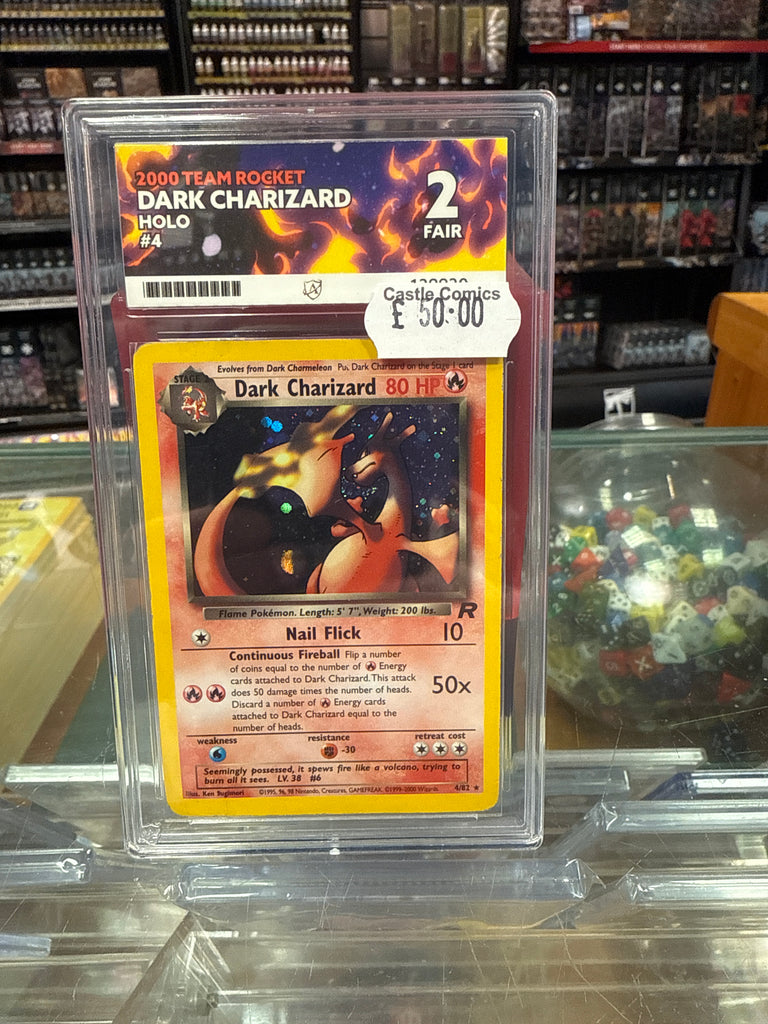 2000 TEAM ROCKET
DARK CHARIZARD
HOLO
#4
2
FAIR
Castle Comics
£ 50.00
Evolves from Dark Charmeleon Put Dark Charizard on the Stage 1 card
STAGE
Dark Charizard 80 HP
Flame Pokémon. Length: 5' 7", Weight: 200 lbs.
R
Nail Flick 10
Continuous Fireball Flip a number
of coins equal to the number of Energy
cards attached to Dark Charizard. This attack
does 50 damage times the number of heads.
Discard a number of Energy cards
attached to Dark Charizard equal to the
number of heads.
50x
weakness resistance retreat cost
-30
Seemingly possessed, it spews fire like a volcano, trying to
burn all it sees. LV. 38 #6
Illus. Ken Sugimori ©1995, 96, 98 Nintendo, Creatures, GAMEFREAK. ©1999-2000 Wizards. 4/82 ★